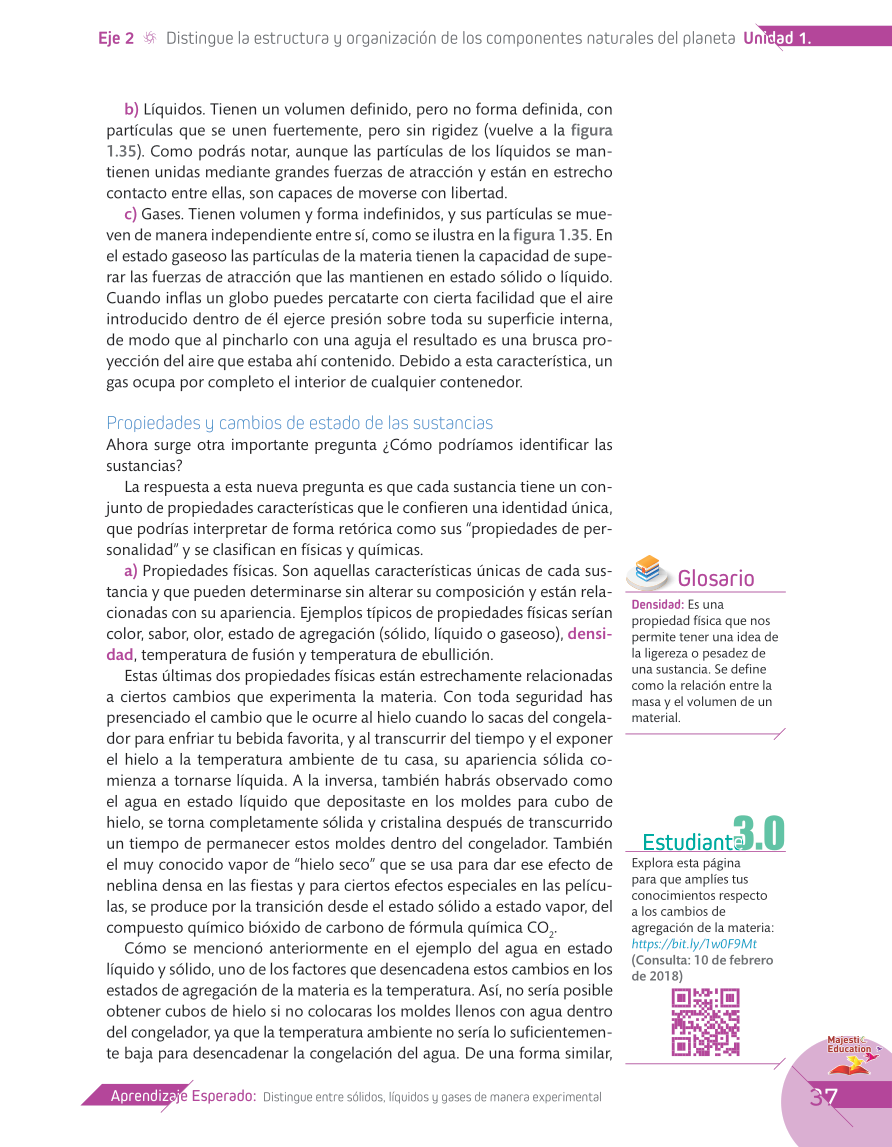 Eje 2 Distingue la estructura y organización de los componentes naturales del planeta Unidad 1.
b) Líquidos. Tienen un volumen definido, pero no forma definida, con
partículas que se unen fuertemente, pero sin rigidez (vuelve a la figura
1.35). Como podrás notar, aunque las partículas de los líquidos se man-
tienen unidas mediante grandes fuerzas de atracción y están en estrecho
contacto entre ellas, son capaces de moverse con libertad.
c) Gases. Tienen volumen y forma indefinidos, y sus partículas se mue-
ven de manera independiente entre sí, como se ilustra en la figura 1.35. En
el estado gaseoso las partículas de la materia tienen la capacidad de supe-
rar las fuerzas de atracción que las mantienen en estado sólido o líquido.
Cuando inflas un globo puedes percatarte con cierta facilidad que el aire
introducido dentro de él ejerce presión sobre toda su superficie interna,
de modo que al pincharlo con una aguja el resultado es una brusca pro-
yección del aire que estaba ahí contenido. Debido a esta característica, un
gas ocupa por completo el interior de cualquier contenedor.
Propiedades y cambios de estado de las sustancias
Ahora surge otra importante pregunta ¿Cómo podríamos identificar las
sustancias?
La respuesta a esta nueva pregunta es que cada sustancia tiene un con-
junto de propiedades características que le confieren una identidad única,
que podrías interpretar de forma retórica como sus “propiedades de per-
sonalidad” y se clasifican en físicas y químicas.
a) Propiedades físicas. Son aquellas características únicas de cada sus-
tancia y que pueden determinarse sin alterar su composición y están rela-
cionadas con su apariencia. Ejemplos típicos de propiedades físicas serían
color, sabor, olor, estado de agregación (sólido, líquido o gaseoso), densi-
dad, temperatura de fusión y temperatura de ebullición.
Estas últimas dos propiedades físicas están estrechamente relacionadas
a ciertos cambios que experimenta la materia. Con toda seguridad has
presenciado el cambio que le ocurre al hielo cuando lo sacas del congela-
dor para enfriar tu bebida favorita, y al transcurrir del tiempo y el exponer
el hielo a la temperatura ambiente de tu casa, su apariencia sólida co-
mienza a tornarse líquida. A la inversa, también habrás observado como
el agua en estado líquido que depositaste en los moldes para cubo de
hielo, se torna completamente sólida y cristalina después de transcurrido
un tiempo de permanecer estos moldes dentro del congelador. También
el muy conocido vapor de “hielo seco” que se usa para dar ese efecto de
neblina densa en las fiestas y para ciertos efectos especiales en las pelícu-
las, se produce por la transición desde el estado sólido a estado vapor, del
compuesto químico bióxido de carbono de fórmula química CO2.
Cómo se mencionó anteriormente en el ejemplo del agua en estado
líquido y sólido, uno de los factores que desencadena estos cambios en los
estados de agregación de la materia es la temperatura. Así, no sería posible
obtener cubos de hielo si no colocaras los moldes llenos con agua dentro
del congelador, ya que la temperatura ambiente no sería lo suficientemen-
te baja para desencadenar la congelación del agua. De una forma similar,
Glosario
Densidad: Es una
propiedad física que nos
permite tener una idea de
la ligereza o pesadez de
una sustancia. Se define
como la relación entre la
masa y el volumen de un
material.
Estudiante 3.0
Explora esta página
para que amplíes tus
conocimientos respecto
a los cambios de
agregación de la materia:
https://bit.ly/1w0F9Mt
(Consulta: 10 de febrero
de 2018)
Majestic
Education
Aprendizaje Esperado: Distingue entre sólidos, líquidos y gases de manera experimental
37